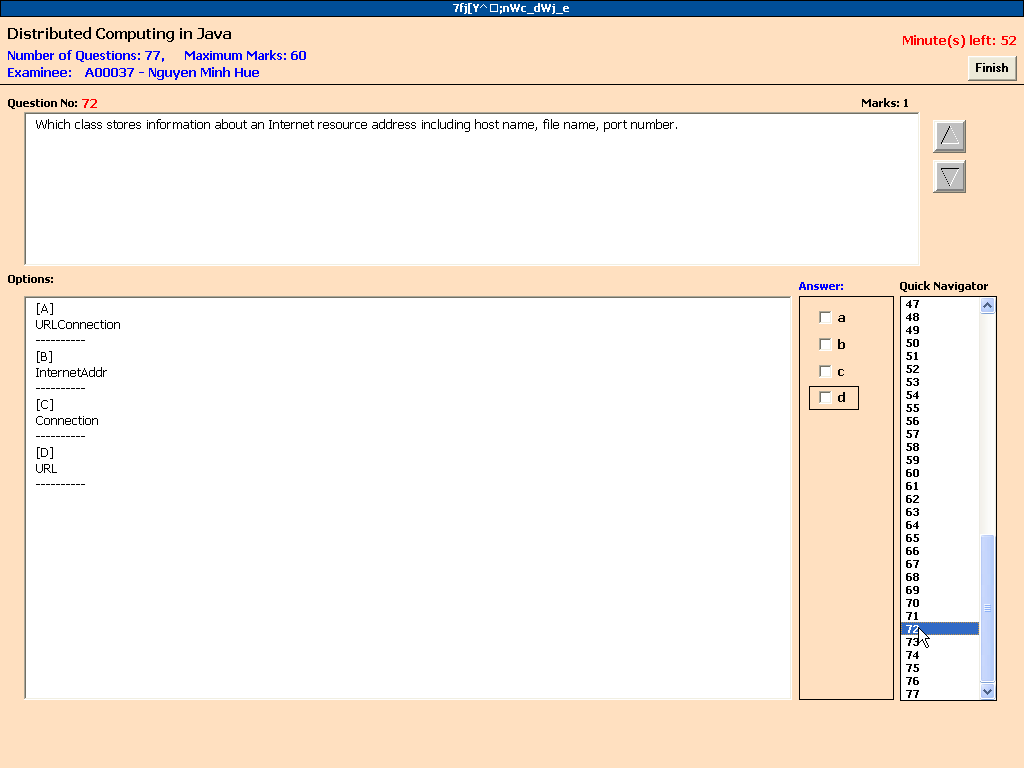 7fj[Y^ □;nWc_dWj_e
Distributed Computing in Java
Number of Questions: 77, Maximum Marks: 60
Minute(s) left: 52
Examinee: A00037 - Nguyen Minh Hue
Finish
Question No: 72
Marks: 1
Which class stores information about an Internet resource address including host name, file name, port number.
Options:
Answer:
Quick Navigator
[A]
URLConnection
----------
[B]
InternetAddr
----------
[C]
Connection
----------
[D]
URL
----------
a
b
c
d
47
48
49
50
51
52
53
54
55
56
57
58
59
60
61
62
63
64
65
66
67
68
69
70
71
72
73
74
75
76
77